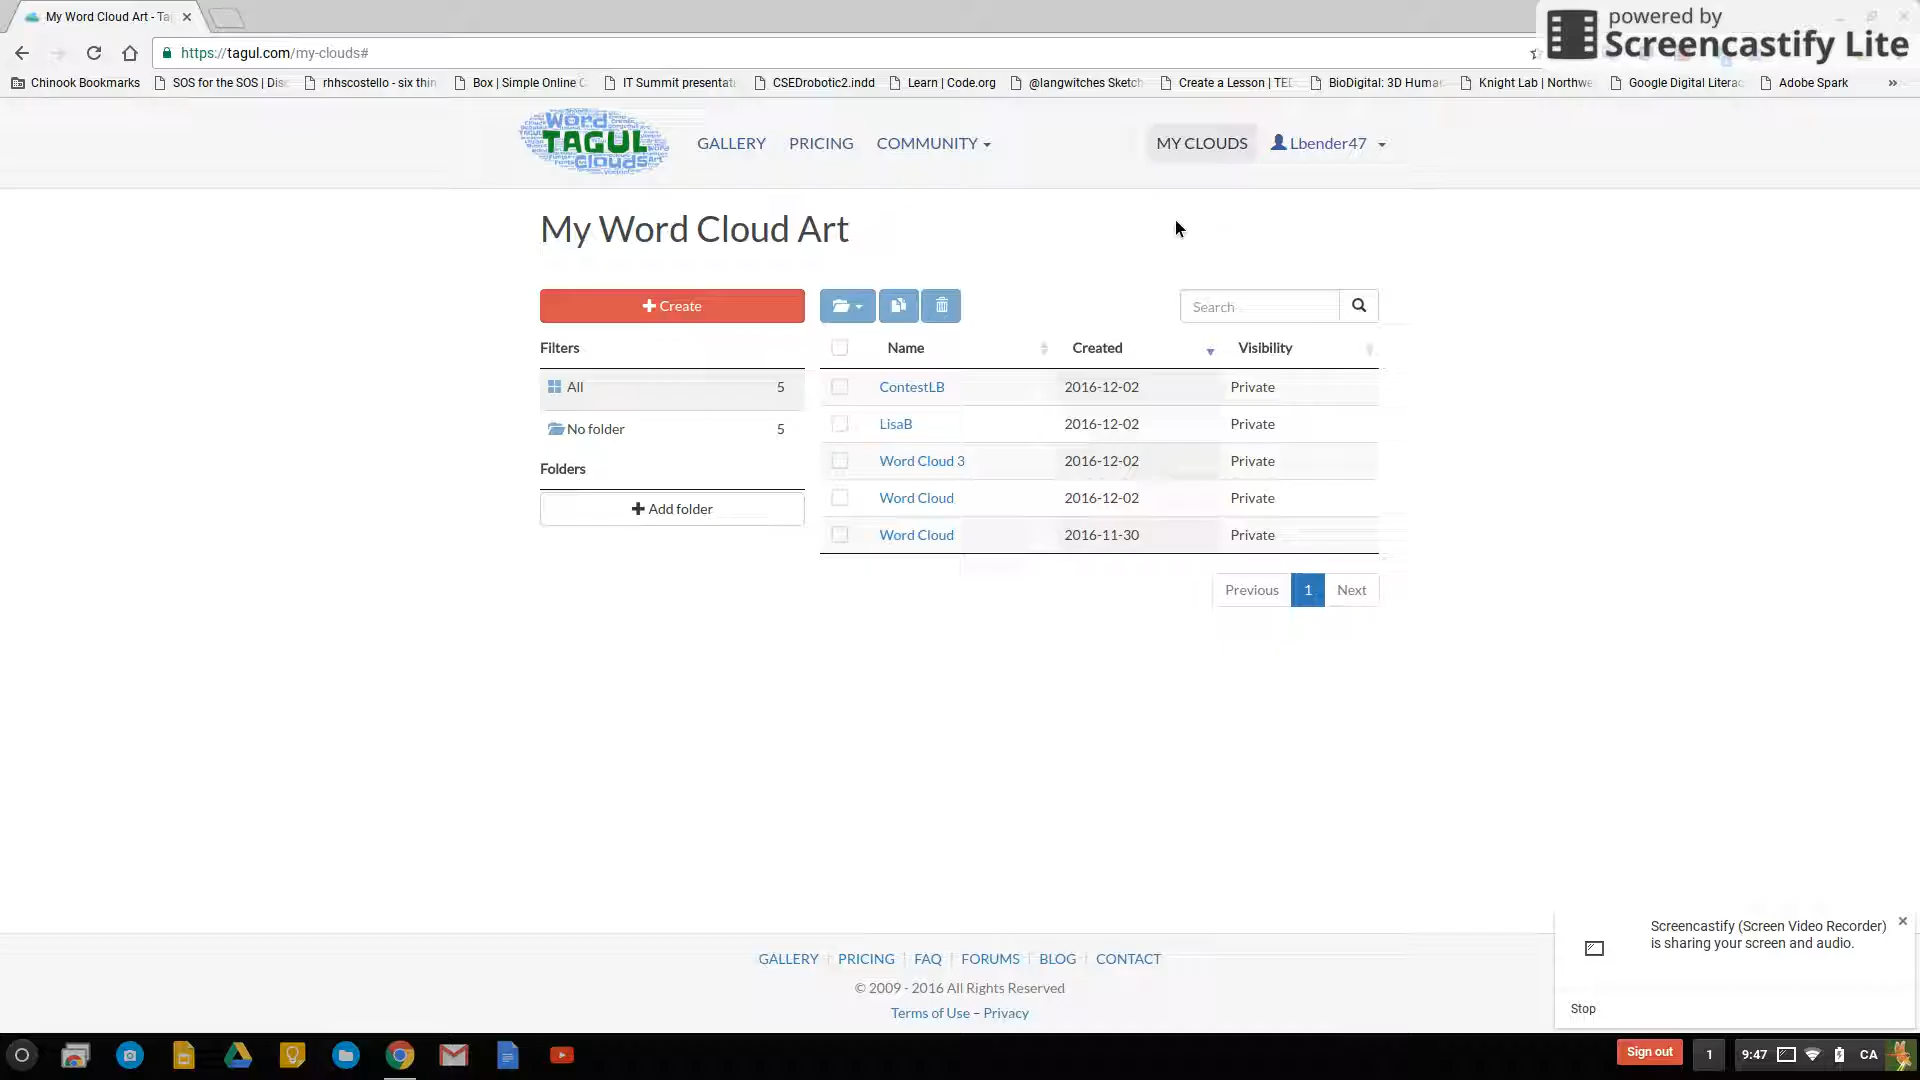 My Word Cloud Art - Ta
powered by
Screencastify Lite
https://tagul.com/my-clouds#
Chinook Bookmarks SOS for the SOS | Dis rhhscostello - six thin Box | Simple Online C IT Summit presentat CSEDrobotic2.indd Learn | Code.org @langwitches Sketch Create a Lesson | TED BioDigital: 3D Huma Knight Lab | Northwe Google Digital Literac Adobe Spark »
Word TAGUL Clouds GALLERY PRICING COMMUNITY MY CLOUDS Lbender47
My Word Cloud Art
Create Search
Filters Name Created Visibility
All 5 ContestLB 2016-12-02 Private
No folder 5 LisaB 2016-12-02 Private
Folders Word Cloud 3 2016-12-02 Private
Add folder Word Cloud 2016-12-02 Private
Word Cloud 2016-11-30 Private
Previous 1 Next
Screencastify (Screen Video Recorder)
is sharing your screen and audio.
Stop
GALLERY PRICING FAQ FORUMS BLOG CONTACT
© 2009 - 2016 All Rights Reserved
Terms of Use – Privacy
Sign out 1 9:47 CA